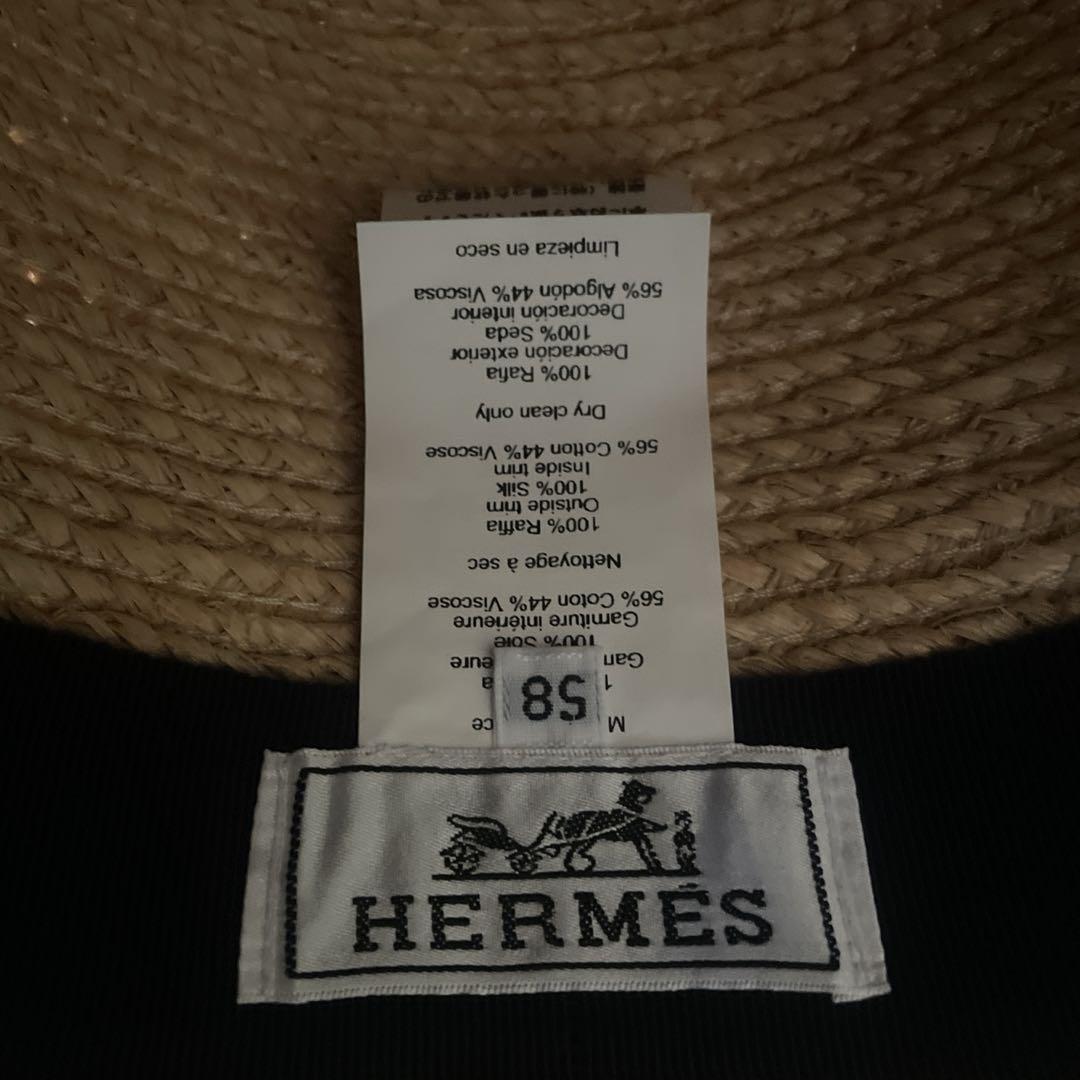 HERMÈS
58
100% Soie
Garniture intérieure
56% Coton 44% Viscose
Nettoyage à sec
100% Raffia
Outside trim
100% Silk
Inside trim
56% Cotton 44% Viscose
Dry clean only
100% Rafia
Decoración exterior
100% Seda
Decoración interior
56% Algodón 44% Viscosa
Limpieza en seco